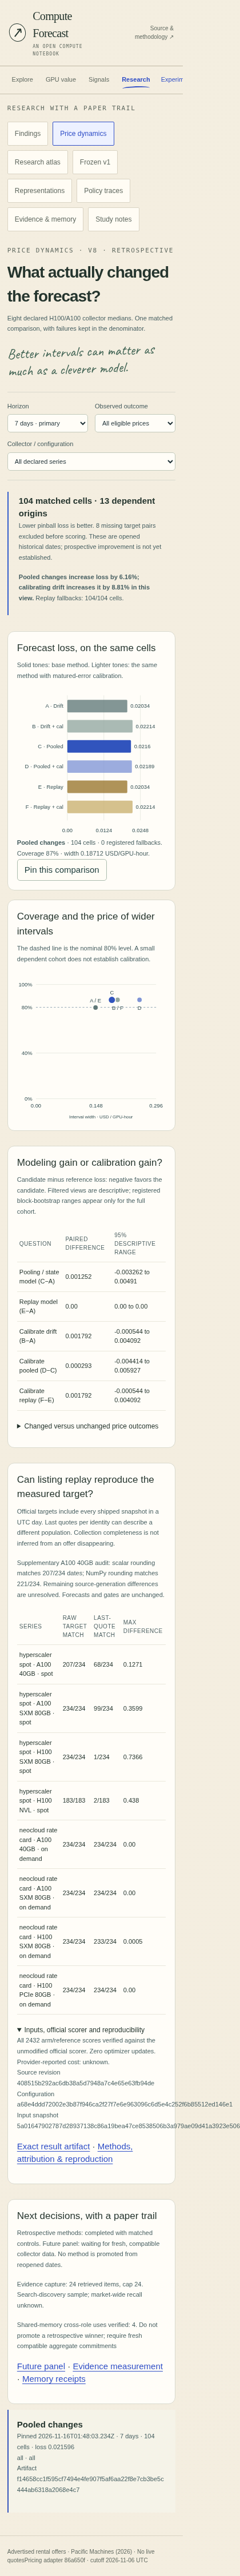 Compute
Forecast
AN OPEN COMPUTE
NOTEBOOK
Source &
methodology ↗
Explore GPU value Signals Research Experim
RESEARCH WITH A PAPER TRAIL
Findings Price dynamics
Research atlas Frozen v1
Representations Policy traces
Evidence & memory Study notes
PRICE DYNAMICS · V8 · RETROSPECTIVE
What actually changed
the forecast?
Eight declared H100/A100 collector medians. One matched
comparison, with failures kept in the denominator.
Better intervals can matter as
much as a cleverer model.
Horizon Observed outcome
7 days · primary All eligible prices
Collector / configuration
All declared series
104 matched cells · 13 dependent
origins
Lower pinball loss is better. 8 missing target pairs
excluded before scoring. These are opened
historical dates; prospective improvement is not yet
established.
Pooled changes increase loss by 6.16%;
calibrating drift increases it by 8.81% in this
view. Replay fallbacks: 104/104 cells.
Forecast loss, on the same cells
Solid tones: base method. Lighter tones: the same
method with matured-error calibration.
A · Drift 0.02034
B · Drift + cal 0.02214
C · Pooled 0.0216
D · Pooled + cal 0.02189
E · Replay 0.02034
F · Replay + cal 0.02214
0.00 0.0124 0.0248
Pooled changes · 104 cells · 0 registered fallbacks.
Coverage 87% · width 0.18712 USD/GPU-hour.
Pin this comparison
Coverage and the price of wider
intervals
The dashed line is the nominal 80% level. A small
dependent cohort does not establish calibration.
100%
C
A / E
80%
B / F D
40%
0%
0.00 0.148 0.296
Interval width · USD / GPU-hour
Modeling gain or calibration gain?
Candidate minus reference loss: negative favors the
candidate. Filtered views are descriptive; registered
block-bootstrap ranges appear only for the full
cohort.
QUESTION PAIRED DIFFERENCE 95% DESCRIPTIVE RANGE
Pooling / state model (C−A) 0.001252 -0.003262 to 0.00491
Replay model (E−A) 0.00 0.00 to 0.00
Calibrate drift (B−A) 0.001792 -0.000544 to 0.004092
Calibrate pooled (D−C) 0.000293 -0.004414 to 0.005927
Calibrate replay (F−E) 0.001792 -0.000544 to 0.004092
▶ Changed versus unchanged price outcomes
Can listing replay reproduce the
measured target?
Official targets include every shipped snapshot in a
UTC day. Last quotes per identity can describe a
different population. Collection completeness is not
inferred from an offer disappearing.
Supplementary A100 40GB audit: scalar rounding
matches 207/234 dates; NumPy rounding matches
221/234. Remaining source-generation differences
are unresolved. Forecasts and gates are unchanged.
SERIES RAW TARGET MATCH LAST-QUOTE MATCH MAX DIFFERENCE
hyperscaler spot · A100 40GB · spot 207/234 68/234 0.1271
hyperscaler spot · A100 SXM 80GB · spot 234/234 99/234 0.3599
hyperscaler spot · H100 SXM 80GB · spot 234/234 1/234 0.7366
hyperscaler spot · H100 NVL · spot 183/183 2/183 0.438
neocloud rate card · A100 40GB · on demand 234/234 234/234 0.00
neocloud rate card · A100 SXM 80GB · on demand 234/234 234/234 0.00
neocloud rate card · H100 SXM 80GB · on demand 234/234 233/234 0.0005
neocloud rate card · H100 PCIe 80GB · on demand 234/234 234/234 0.00
▼ Inputs, official scorer and reproducibility
All 2432 arm/reference scores verified against the
unmodified official scorer. Zero optimizer updates.
Provider-reported cost: unknown.
Source revision
408515b292ac6db38a5d7948a7c4e65e63fb94de
Configuration
Input snapshot
Exact result artifact · Methods,
attribution & reproduction
Next decisions, with a paper trail
Retrospective methods: completed with matched
controls. Future panel: waiting for fresh, compatible
collector data. No method is promoted from
reopened dates.
Evidence capture: 24 retrieved items, cap 24.
Search-discovery sample; market-wide recall
unknown.
Shared-memory cross-role uses verified: 4. Do not
promote a retrospective winner; require fresh
compatible aggregate commitments
Future panel · Evidence measurement
· Memory receipts
Pooled changes
Pinned 2026-11-16T01:48:03.234Z · 7 days · 104
cells · loss 0.021596
all · all
Artifact
Advertised rental offers · Pacific Machines (2026) · No live
quotesPricing adapter 86a650f · cutoff 2026-11-06 UTC